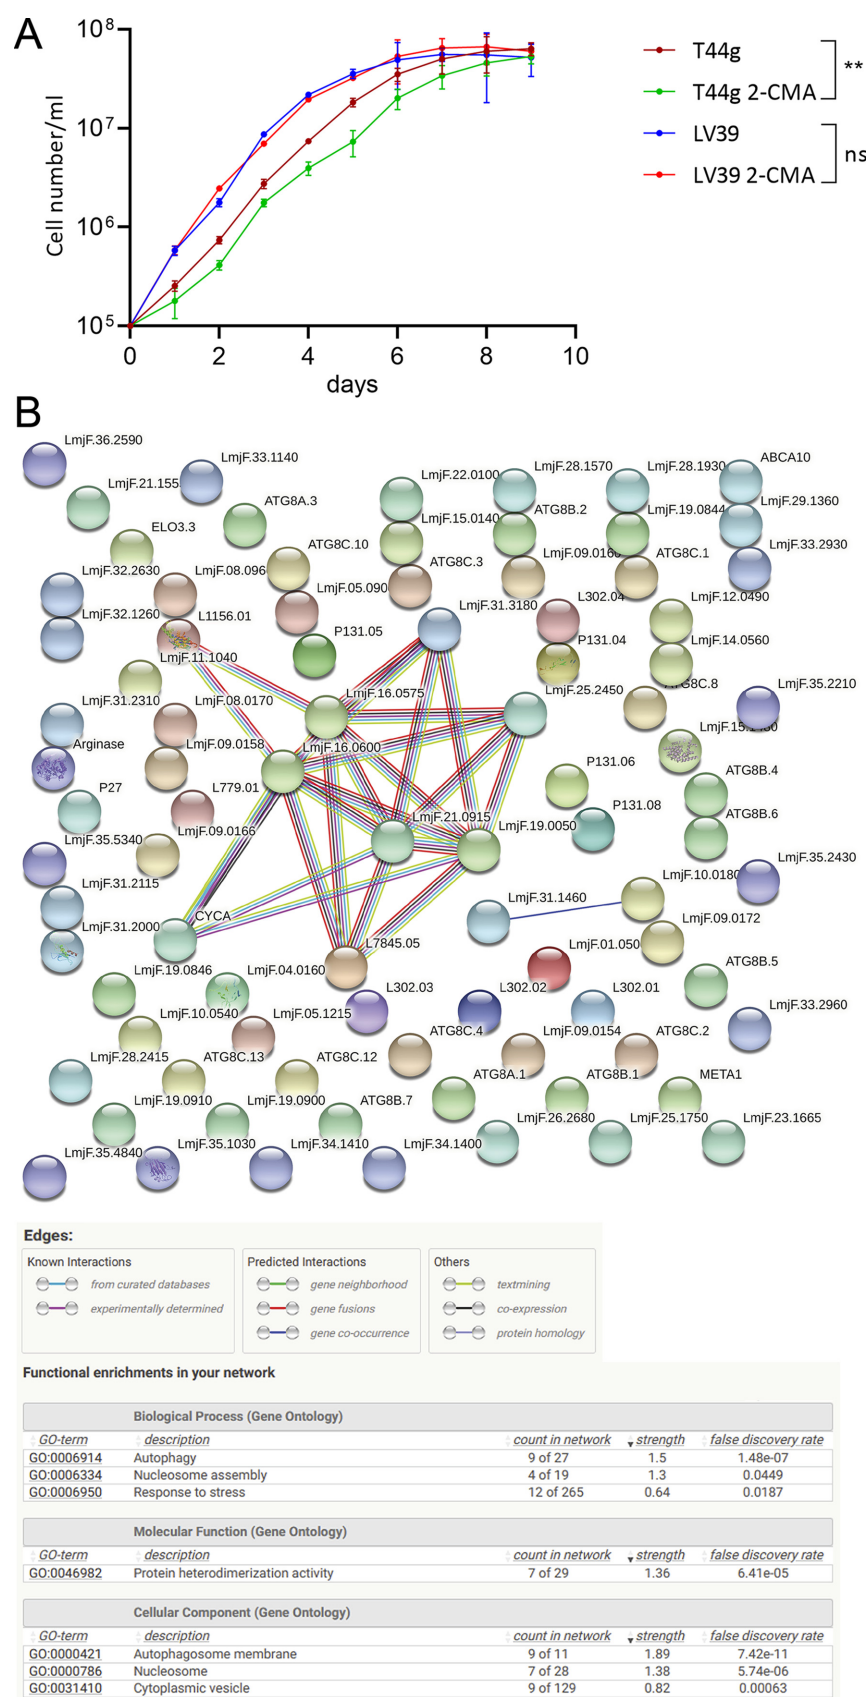 A
10⁸
10⁷
10⁶
10⁵
Cell number/ml
0 2 4 6 8 10
days
T44g
T44g 2-CMA
**
LV39
LV39 2-CMA
ns
B
LmjF.36.2590
LmjF.33.1140
LmjF.21.155
ATG8A.3
ELO3.3
ATG8C.10
LmjF.22.0100
LmjF.28.1570
LmjF.28.1930
ABCA10
LmjF.15.0140
ATG8B.2
LmjF.19.0844
LmjF.29.1360
LmjF.32.2630
LmjF.08.096
LmjF.05.090
ATG8C.3
LmjF.09.0160
ATG8C.1
LmjF.33.2930
LmjF.32.1260
L1156.01
P131.05
LmjF.31.3180
L302.04
LmjF.12.0490
LmjF.11.1040
P131.04
LmjF.14.0560
LmjF.31.2310
LmjF.08.0170
LmjF.16.0575
LmjF.25.2450
ATG8C.8
LmjF.35.2210
Arginase
LmjF.09.0158
LmjF.16.0600
LmjF.15.1480
P27
L779.01
P131.06
ATG8B.4
LmjF.09.0166
LmjF.21.0915
LmjF.19.0050
P131.08
ATG8B.6
LmjF.35.5340
LmjF.31.2115
LmjF.31.1460
LmjF.10.0180
LmjF.35.2430
LmjF.31.2000
CYCA
L7845.05
LmjF.01.050
LmjF.09.0172
LmjF.19.0846
LmjF.04.0160
L302.03
L302.02
L302.01
ATG8B.5
LmjF.10.0540
LmjF.05.1215
ATG8C.4
LmjF.09.0154
ATG8C.2
LmjF.33.2960
LmjF.28.2415
ATG8C.13
ATG8C.12
ATG8A.1
ATG8B.1
META1
LmjF.19.0910
LmjF.19.0900
ATG8B.7
LmjF.26.2680
LmjF.25.1750
LmjF.23.1665
LmjF.35.4840
LmjF.35.1030
LmjF.34.1410
LmjF.34.1400
Edges:
Known Interactions Predicted Interactions Others
from curated databases gene neighborhood textmining
experimentally determined gene fusions co-expression
gene co-occurrence protein homology
Functional enrichments in your network
Biological Process (Gene Ontology)
GO-term description count in network strength false discovery rate
GO:0006914 Autophagy 9 of 27 1.5 1.48e-07
GO:0006334 Nucleosome assembly 4 of 19 1.3 0.0449
GO:0006950 Response to stress 12 of 265 0.64 0.0187
Molecular Function (Gene Ontology)
GO-term description count in network strength false discovery rate
GO:0046982 Protein heterodimerization activity 7 of 29 1.36 6.41e-05
Cellular Component (Gene Ontology)
GO-term description count in network strength false discovery rate
GO:0000421 Autophagosome membrane 9 of 11 1.89 7.42e-11
GO:0000786 Nucleosome 7 of 28 1.38 5.74e-06
GO:0031410 Cytoplasmic vesicle 9 of 129 0.82 0.00063